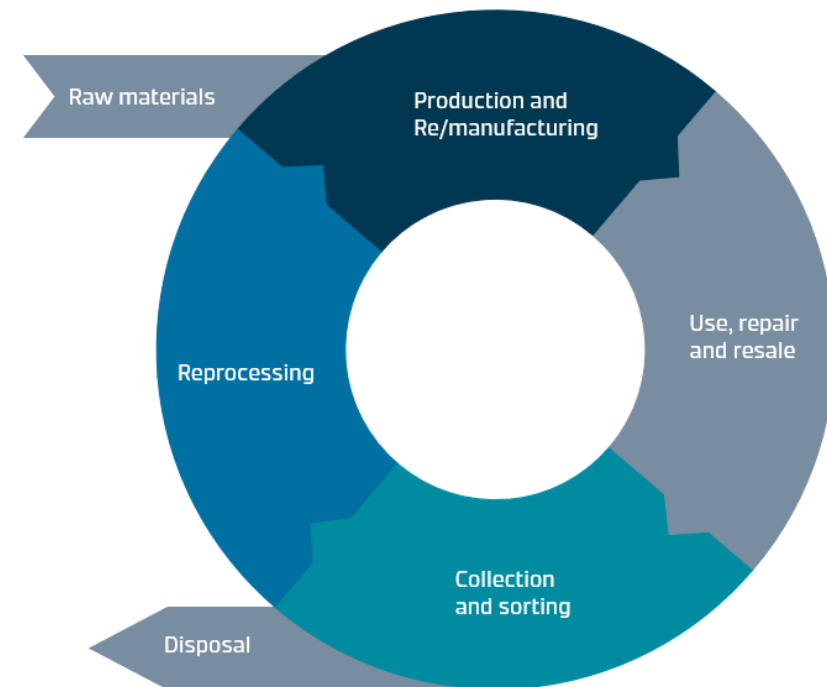 Raw materials
Production and
Re/manufacturing
Use, repair
and resale
Reprocessing
Collection
and sorting
Disposal